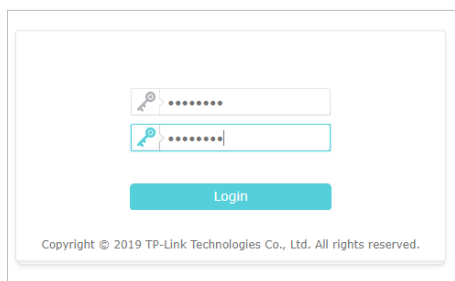 ••••••••
••••••••
Login
Copyright © 2019 TP-Link Technologies Co., Ltd. All rights reserved.